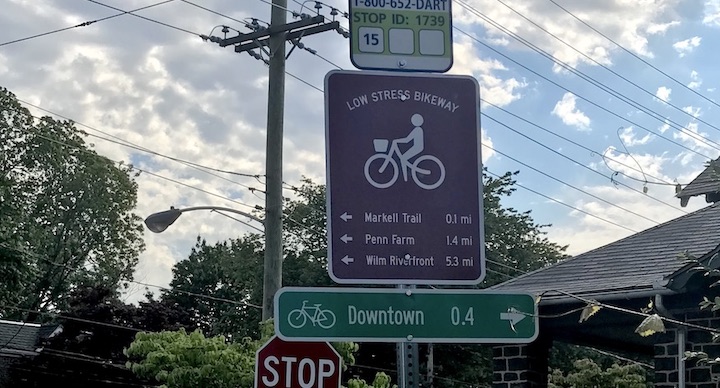 1-800-652-DART
STOP ID: 1739
15
LOW STRESS BIKEWAY
← Markell Trail 0.1 mi
← Penn Farm 1.4 mi
← Wilm Riverfront 5.3 mi
Downtown 0.4 →
STOP